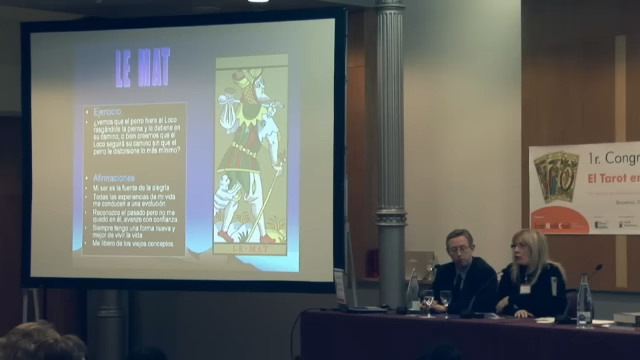 LE MAT
Ejercicio
¿Vemos que el perro hiere al Loco
rasgándole la pierna y lo detiene en
su camino, o bien creemos que el
Loco seguirá su camino sin que el
perro le distorsione lo más mínimo?
Afirmaciones
Mi ser es la fuente de la alegría
Todas las experiencias de mi vida
me conducen a una evolución
Reconozco el pasado pero no me
quedo en él, avanzo con confianza
Siempre tengo una forma nueva y
mejor de vivir la vida
Me libero de los viejos conceptos
LE MAT
1r. Congr
El Tarot en